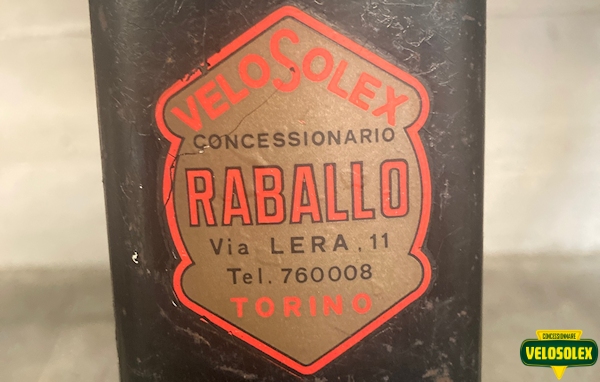 VELOSOLEX
CONCESSIONARIO
RABALLO
Via LERA, 11
Tel. 760008
TORINO
CONCESSIONNAIRE
VELOSOLEX